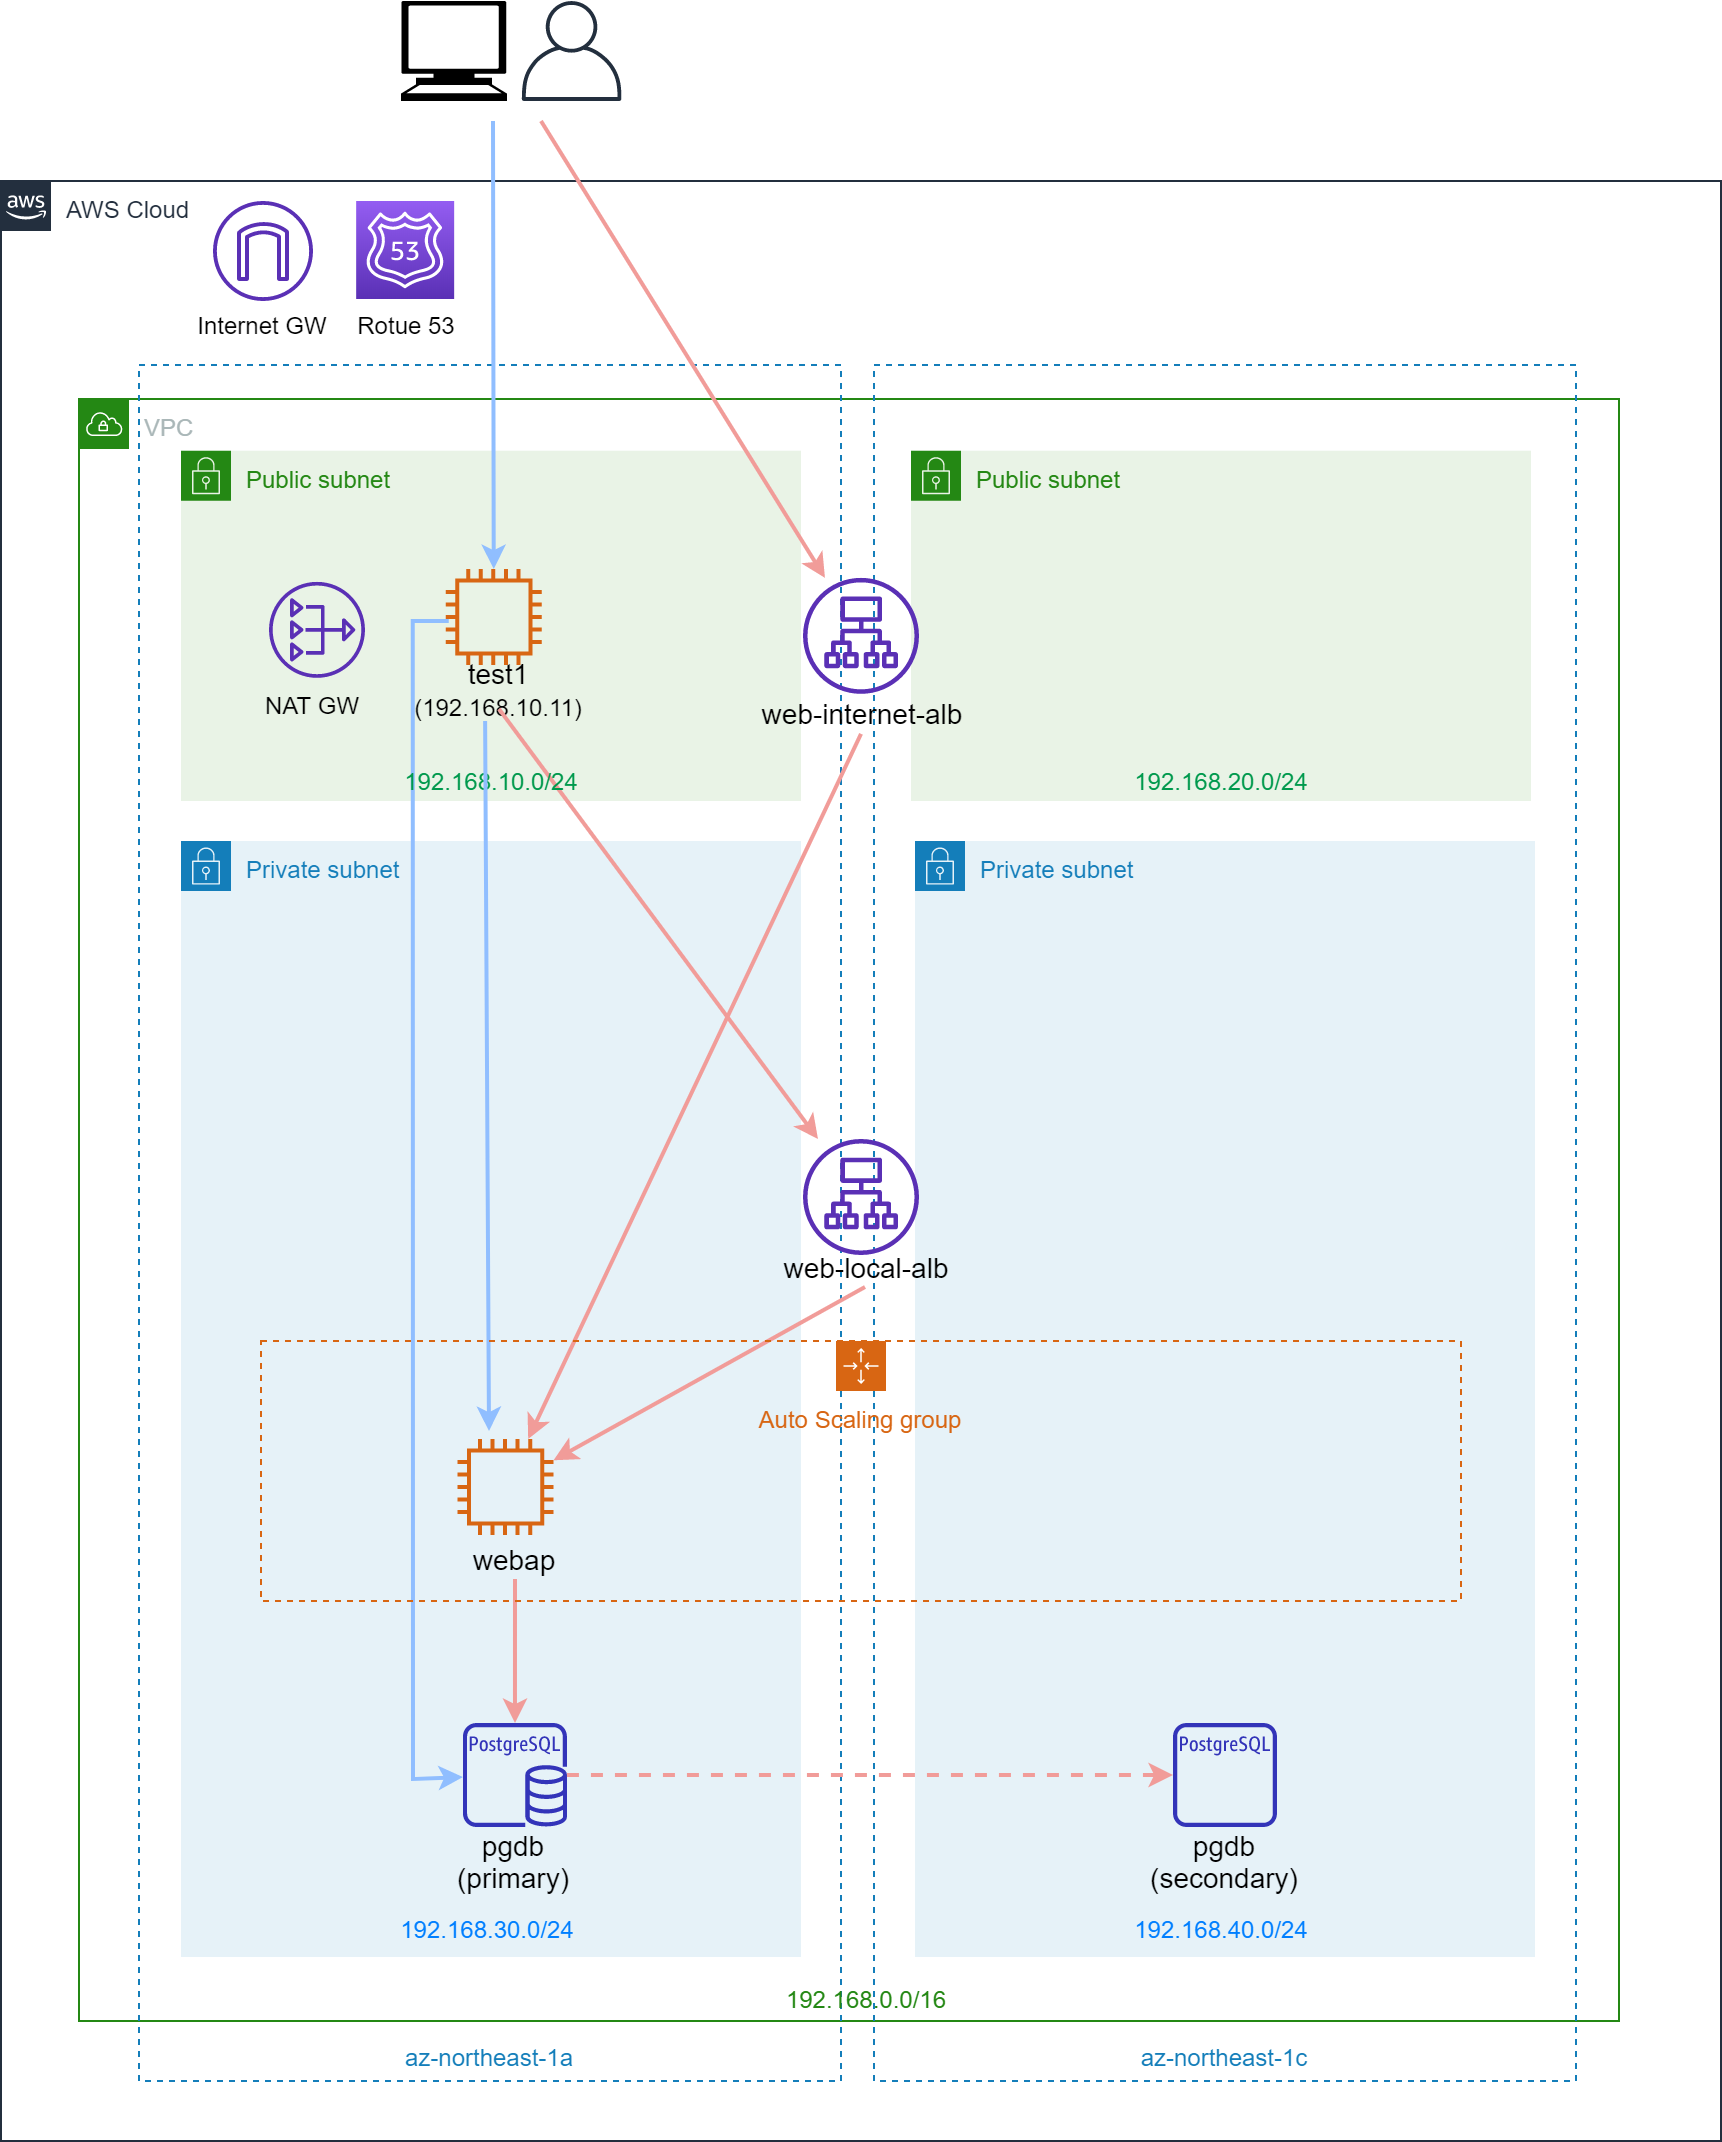 aws
AWS Cloud
53
Internet GW
Rotue 53
VPC
Public subnet
Public subnet
test1
(192.168.10.11)
NAT GW
web-internet-alb
192.168.10.0/24
192.168.20.0/24
Private subnet
Private subnet
web-local-alb
Auto Scaling group
webap
PostgreSQL
PostgreSQL
pgdb
(primary)
pgdb
(secondary)
192.168.30.0/24
192.168.40.0/24
192.168.0.0/16
az-northeast-1a
az-northeast-1c